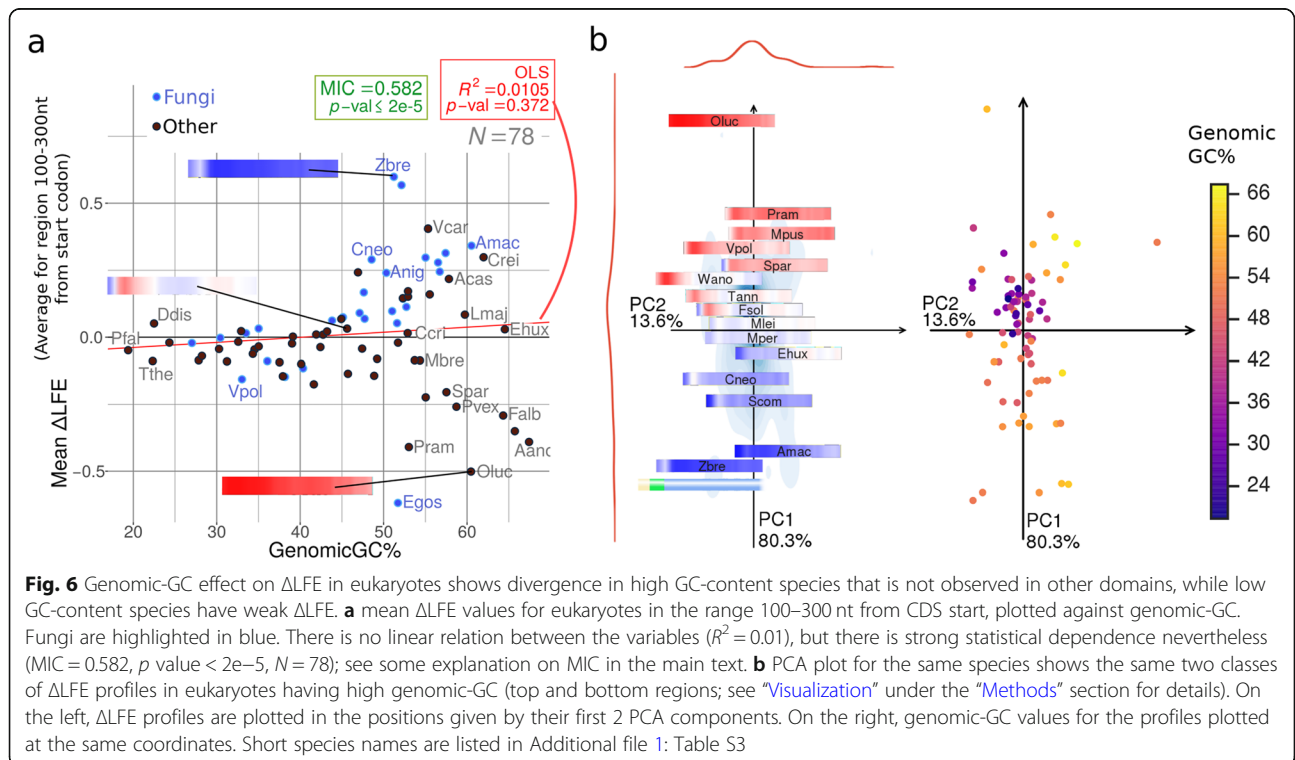 a
Mean ΔLFE
(Average for region 100-300nt
from start codon)
Fungi
Other
MIC =0.582
p-val ≤ 2e-5
OLS
R² =0.0105
p-val =0.372
N =78
Zbre
0.5
Vcar
Cneo
Amac
Crei
Anig
Acas
Ddis
Lmaj
0.0
Pfal
Ccri
Ehux
Tthe
Mbre
Vpol
Spar
Pvex
Falb
Aanc
Pram
−0.5
Oluc
Egos
20 30 40 50 60
GenomicGC%
b
Oluc
Pram
Mpus
Vpol
Spar
Wano
Tann
Fsol
PC2
13.6%
Mlei
Mper
Ehux
Cneo
Scom
Amac
Zbre
PC1
80.3%
PC2
13.6%
PC1
80.3%
Genomic
GC%
66
60
54
48
42
36
30
24
Fig. 6 Genomic-GC effect on ΔLFE in eukaryotes shows divergence in high GC-content species that is not observed in other domains, while low
GC-content species have weak ΔLFE. a mean ΔLFE values for eukaryotes in the range 100–300 nt from CDS start, plotted against genomic-GC.
Fungi are highlighted in blue. There is no linear relation between the variables (R² = 0.01), but there is strong statistical dependence nevertheless
(MIC = 0.582, p value < 2e−5, N = 78); see some explanation on MIC in the main text. b PCA plot for the same species shows the same two classes
of ΔLFE profiles in eukaryotes having high genomic-GC (top and bottom regions; see “Visualization” under the “Methods” section for details). On
the left, ΔLFE profiles are plotted in the positions given by their first 2 PCA components. On the right, genomic-GC values for the profiles plotted
at the same coordinates. Short species names are listed in Additional file 1: Table S3